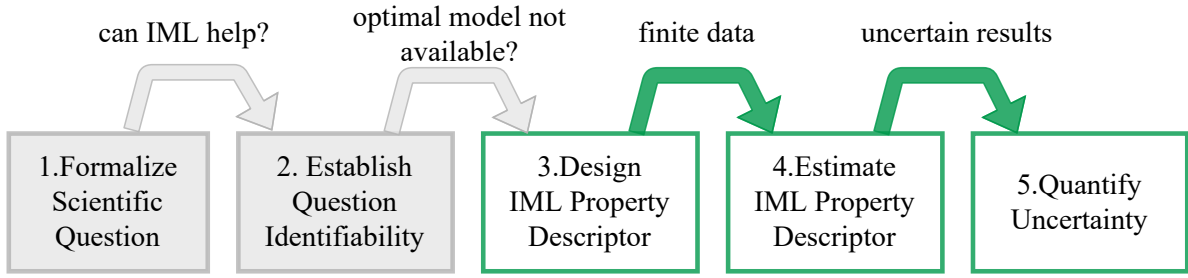 can IML help?
optimal model not
available?
finite data
uncertain results
1.Formalize
Scientific
Question
2. Establish
Question
Identifiability
3.Design
IML Property
Descriptor
4.Estimate
IML Property
Descriptor
5.Quantify
Uncertainty